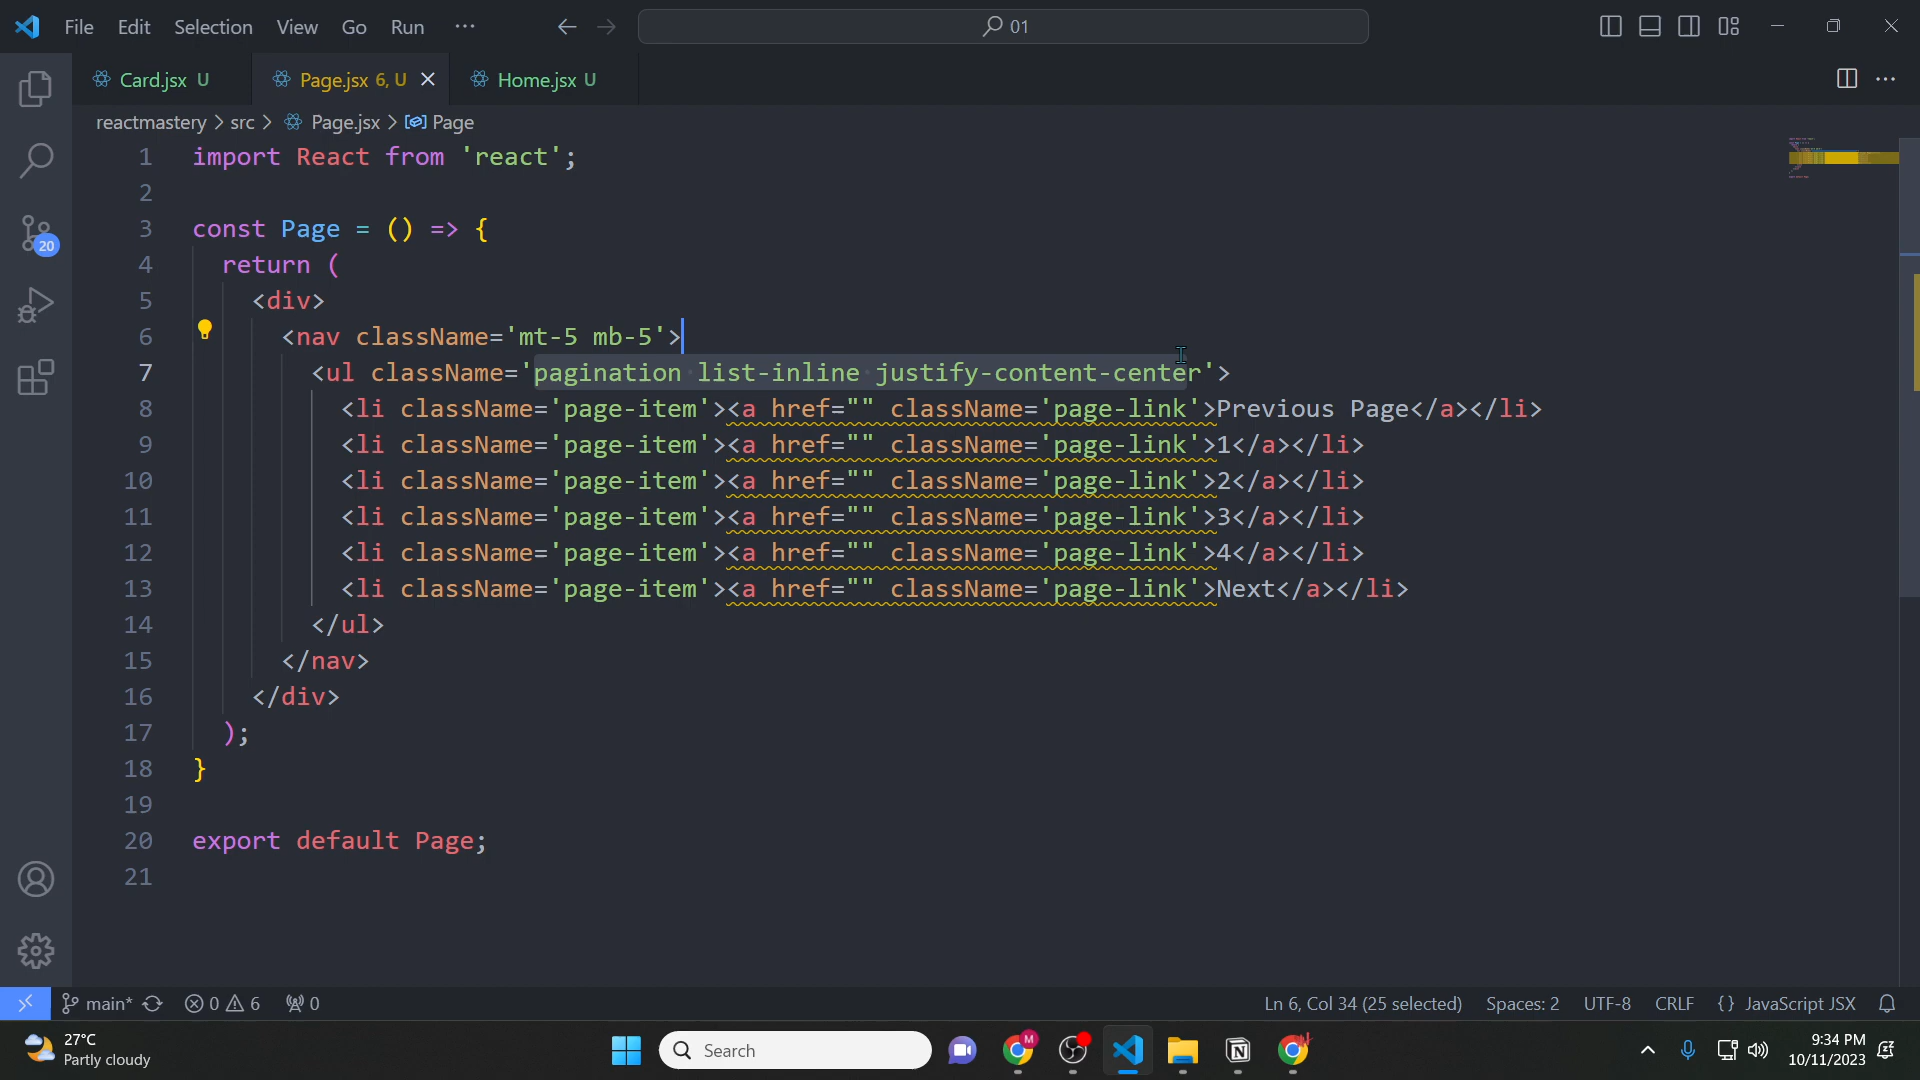 File Edit Selection View Go Run ··· 01
Card.jsx U Page.jsx 6, U Home.jsx U
reactmastery > src > Page.jsx > Page
1 import React from 'react';
2
3 const Page = () => {
4 return (
5 <div>
6 <nav className='mt-5 mb-5'>
7 <ul className='pagination list-inline justify-content-center'>
8 <li className='page-item'><a href="" className='page-link'>Previous Page</a></li>
9 <li className='page-item'><a href="" className='page-link'>1</a></li>
10 <li className='page-item'><a href="" className='page-link'>2</a></li>
11 <li className='page-item'><a href="" className='page-link'>3</a></li>
12 <li className='page-item'><a href="" className='page-link'>4</a></li>
13 <li className='page-item'><a href="" className='page-link'>Next</a></li>
14 </ul>
15 </nav>
16 </div>
17 );
18 }
19
20 export default Page;
21
20
main* 0 6 0 Ln 6, Col 34 (25 selected) Spaces: 2 UTF-8 CRLF {} JavaScript JSX
27°C
Partly cloudy
Search
M
9:34 PM
10/11/2023